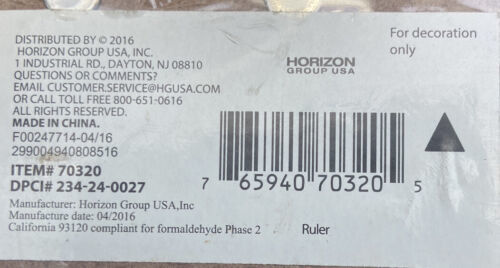 DISTRIBUTED BY © 2016
HORIZON GROUP USA, INC.
1 INDUSTRIAL RD., DAYTON, NJ 08810
QUESTIONS OR COMMENTS?
EMAIL CUSTOMER.SERVICE@HGUSA.COM
OR CALL TOLL FREE 800-651-0616
ALL RIGHTS RESERVED.
MADE IN CHINA.
F00247714-04/16
299004940808516
ITEM# 70320
DPCI# 234-24-0027
HORIZON
GROUP USA
For decoration
only
7 65940 70320 5
Manufacturer: Horizon Group USA,Inc
Manufacture date: 04/2016
California 93120 compliant for formaldehyde Phase 2
Ruler